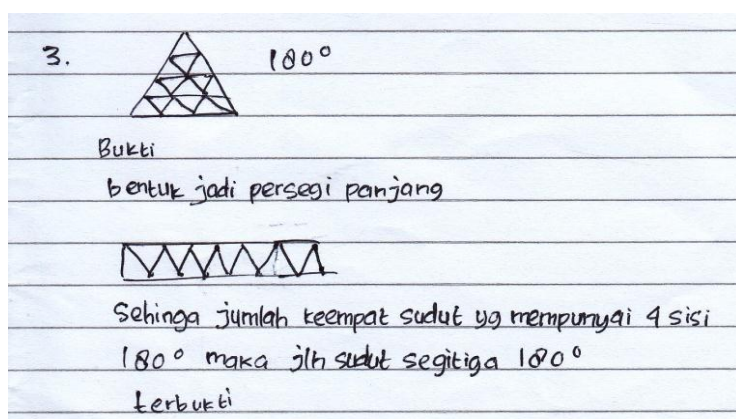 3. 180°
Bukti
bentuk jadi persegi panjang
Sehinga jumlah keempat sudut yg mempunyai 4 sisi
180° maka jlh sudut segitiga 180°
terbukti